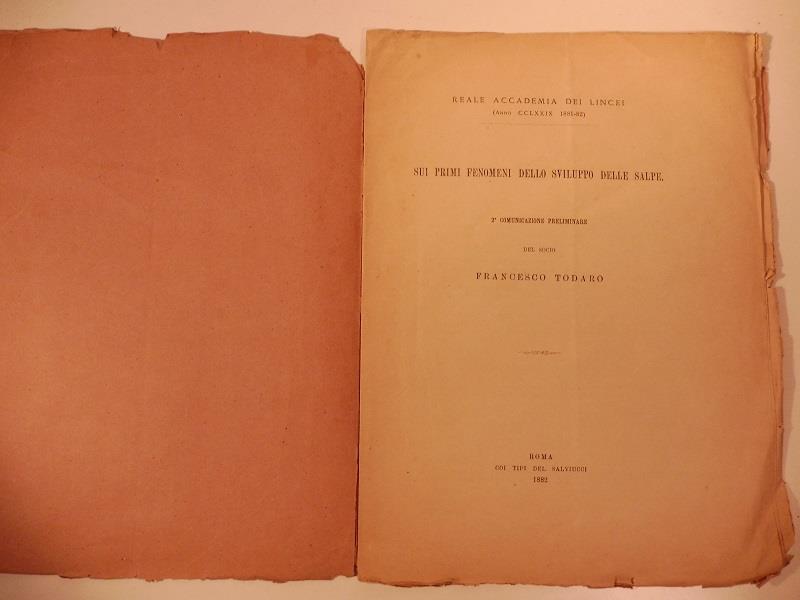 REALE ACCADEMIA DEI LINCEI
(ANNO CCLXXIX 1881-82)
SUI PRIMI FENOMENI DELLO SVILUPPO DELLE SALPE.
2ª COMUNICAZIONE PRELIMINARE
DEL SOCIO
FRANCESCO TODARO
ROMA
COI TIPI DEL SALVIUCCI
1882